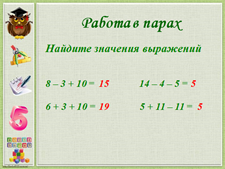 Работа в парах
Найдите значения выражений
8 – 3 + 10 = 15
14 – 4 – 5 = 5
6 + 3 + 10 = 19
5 + 11 – 11 = 5